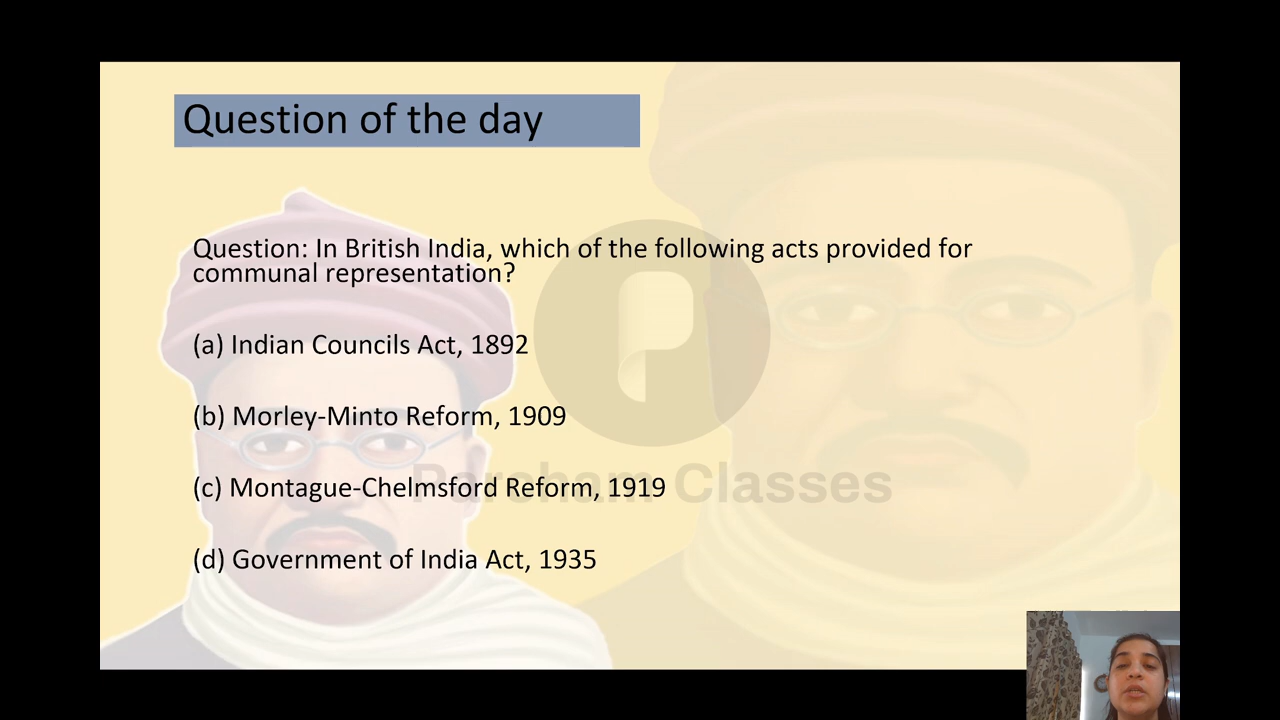 Question of the day
Question: In British India, which of the following acts provided for
communal representation?
(a) Indian Councils Act, 1892
(b) Morley-Minto Reform, 1909
(c) Montague-Chelmsford Reform, 1919
Parcham Classes
(d) Government of India Act, 1935